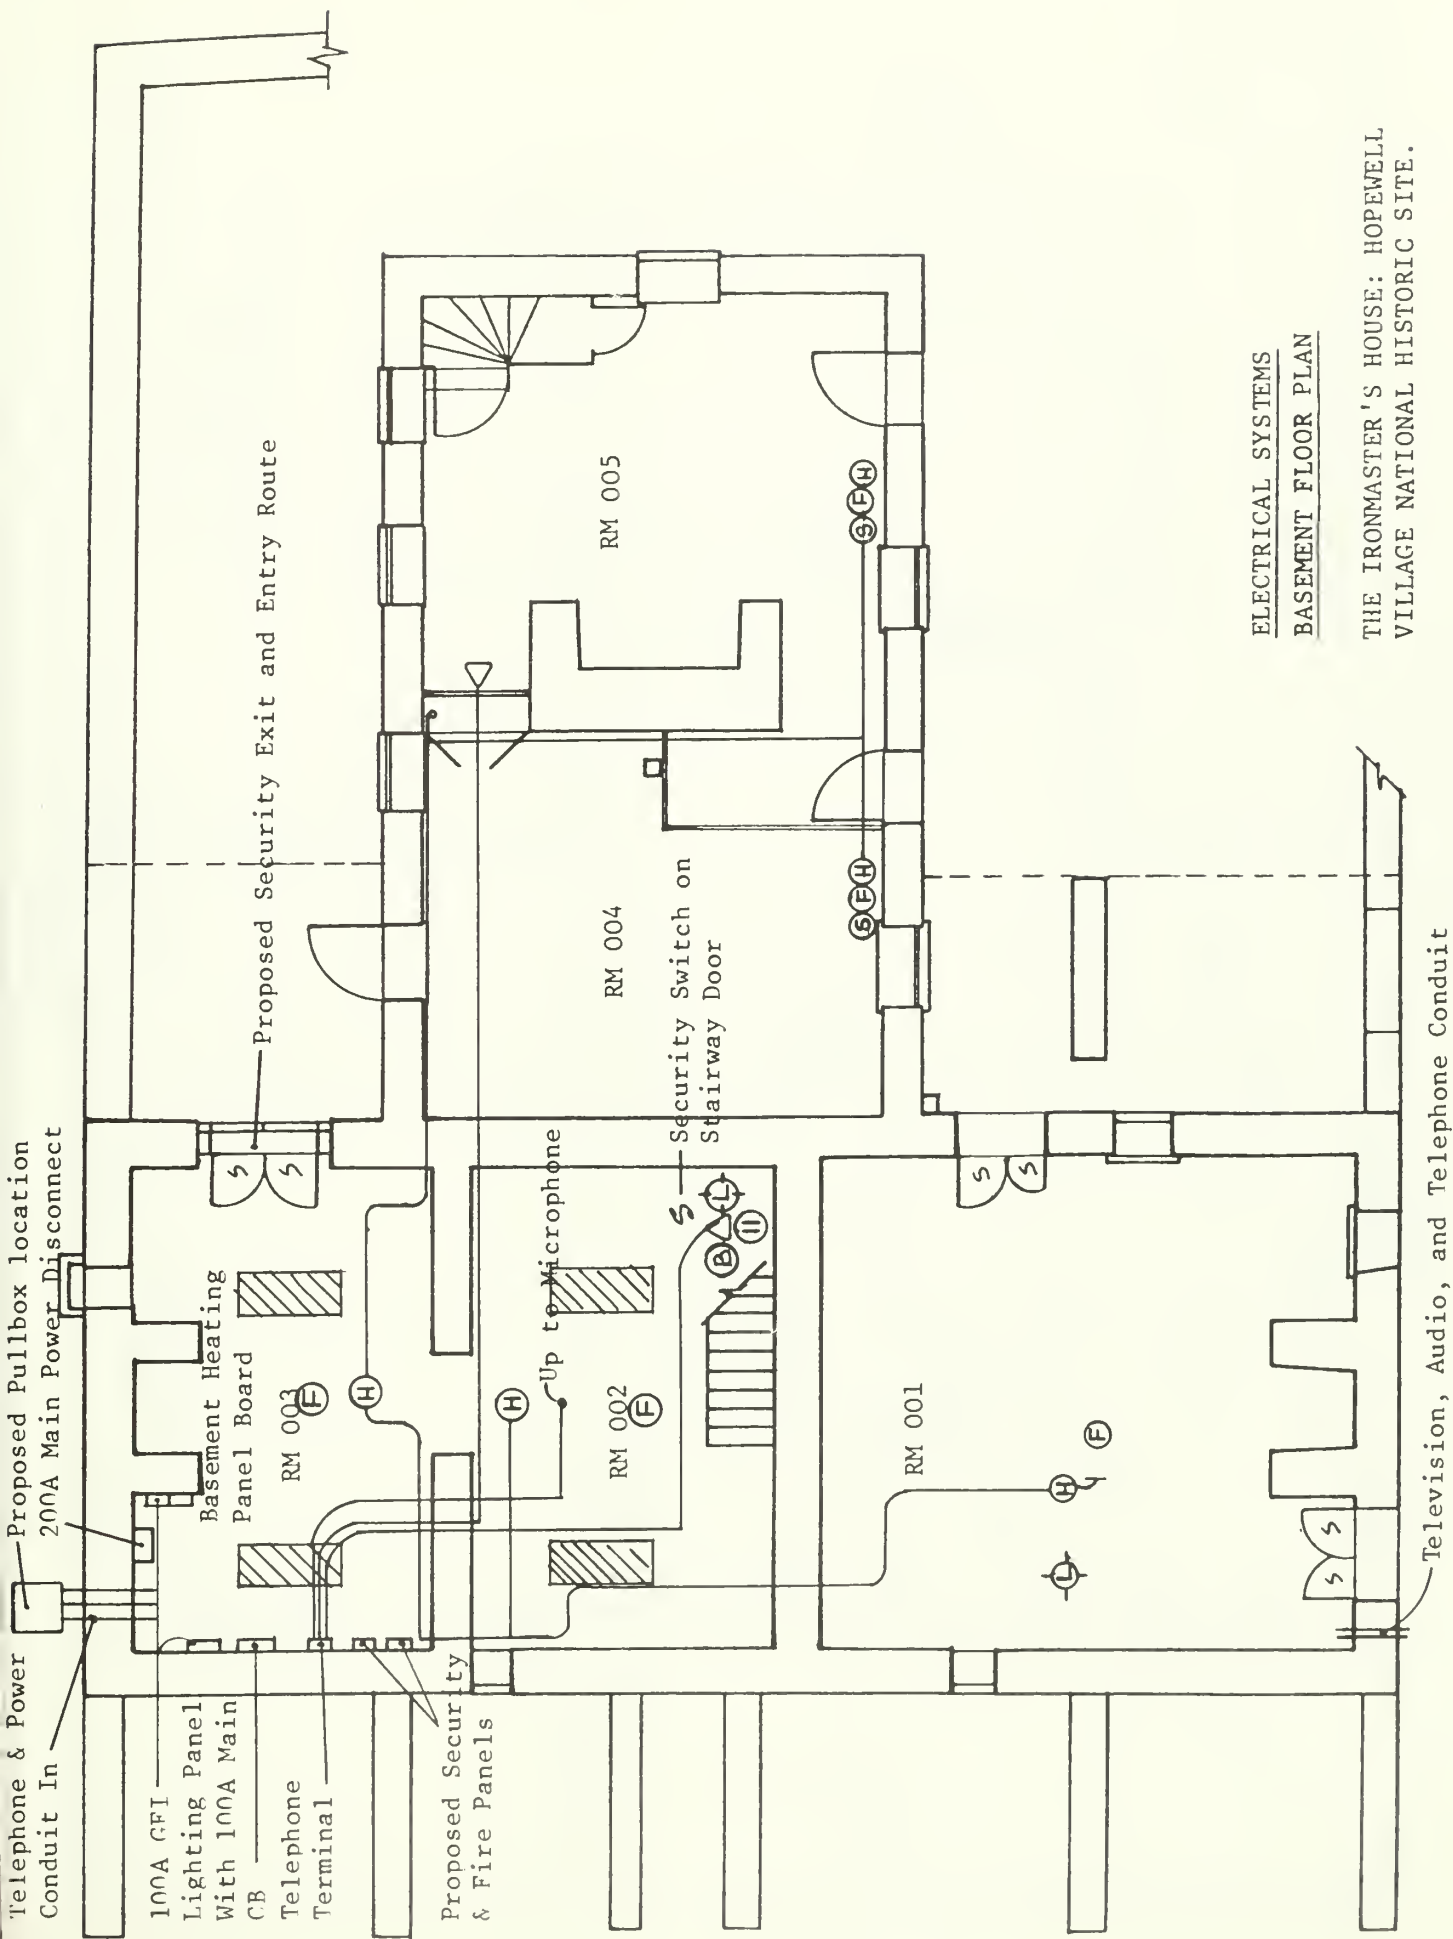 Telephone & Power
Conduit In
Proposed Pullbox location
200A Main Power Disconnect
100A GFI
Lighting Panel
With 100A Main
CB
Telephone
Terminal
Proposed Security
& Fire Panels
Basement Heating
Panel Board
RM 003
F
H
S
S
Proposed Security Exit and Entry Route
H
Up to Microphone
RM 002
F
S
Security Switch on
Stairway Door
B
L
11
RM 004
S F H
RM 005
S F H
RM 001
H
F
L
S
S
S
S
Television, Audio, and Telephone Conduit
ELECTRICAL SYSTEMS
BASEMENT FLOOR PLAN
THE IRONMASTER'S HOUSE: HOPEWELL
VILLAGE NATIONAL HISTORIC SITE.